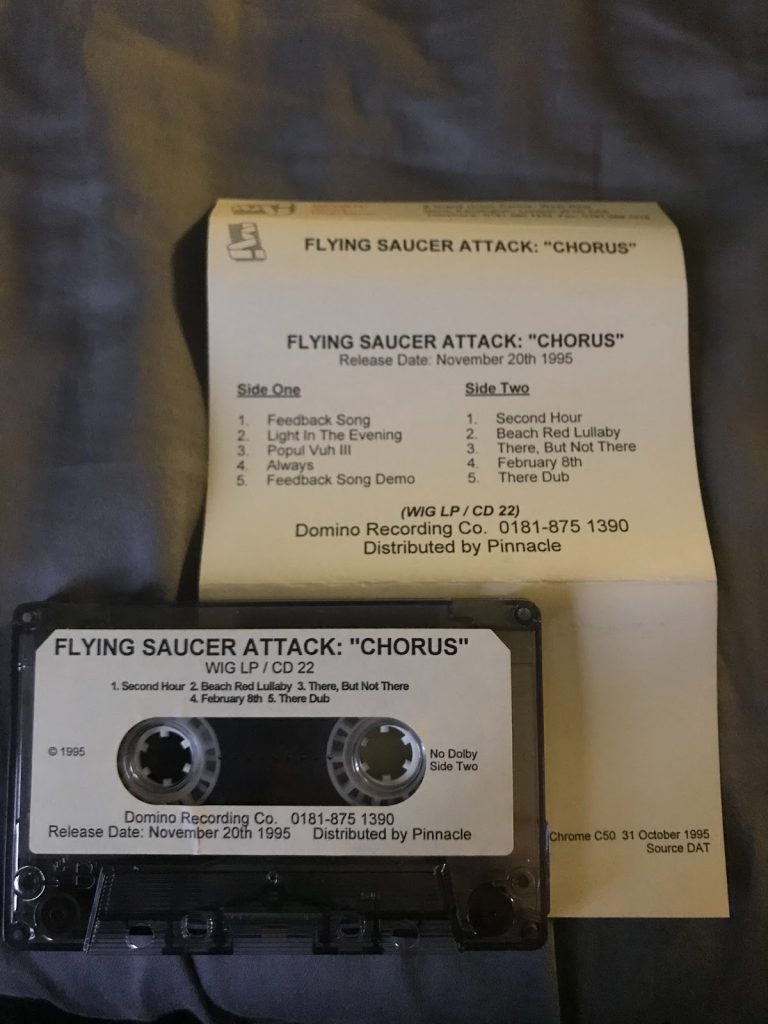 FLYING SAUCER ATTACK: "CHORUS"
FLYING SAUCER ATTACK: "CHORUS"
Release Date: November 20th 1995
Side One
1. Feedback Song
2. Light In The Evening
3. Popul Vuh III
4. Always
5. Feedback Song Demo
Side Two
1. Second Hour
2. Beach Red Lullaby
3. There, But Not There
4. February 8th
5. There Dub
(WIG LP / CD 22)
Domino Recording Co. 0181-875 1390
Distributed by Pinnacle
Chrome C50 31 October 1995
Source DAT
FLYING SAUCER ATTACK: "CHORUS"
WIG LP / CD 22
1. Second Hour 2. Beach Red Lullaby 3. There, But Not There
4. February 8th 5. There Dub
© 1995
No Dolby
Side Two
Domino Recording Co. 0181-875 1390
Release Date: November 20th 1995 Distributed by Pinnacle
B